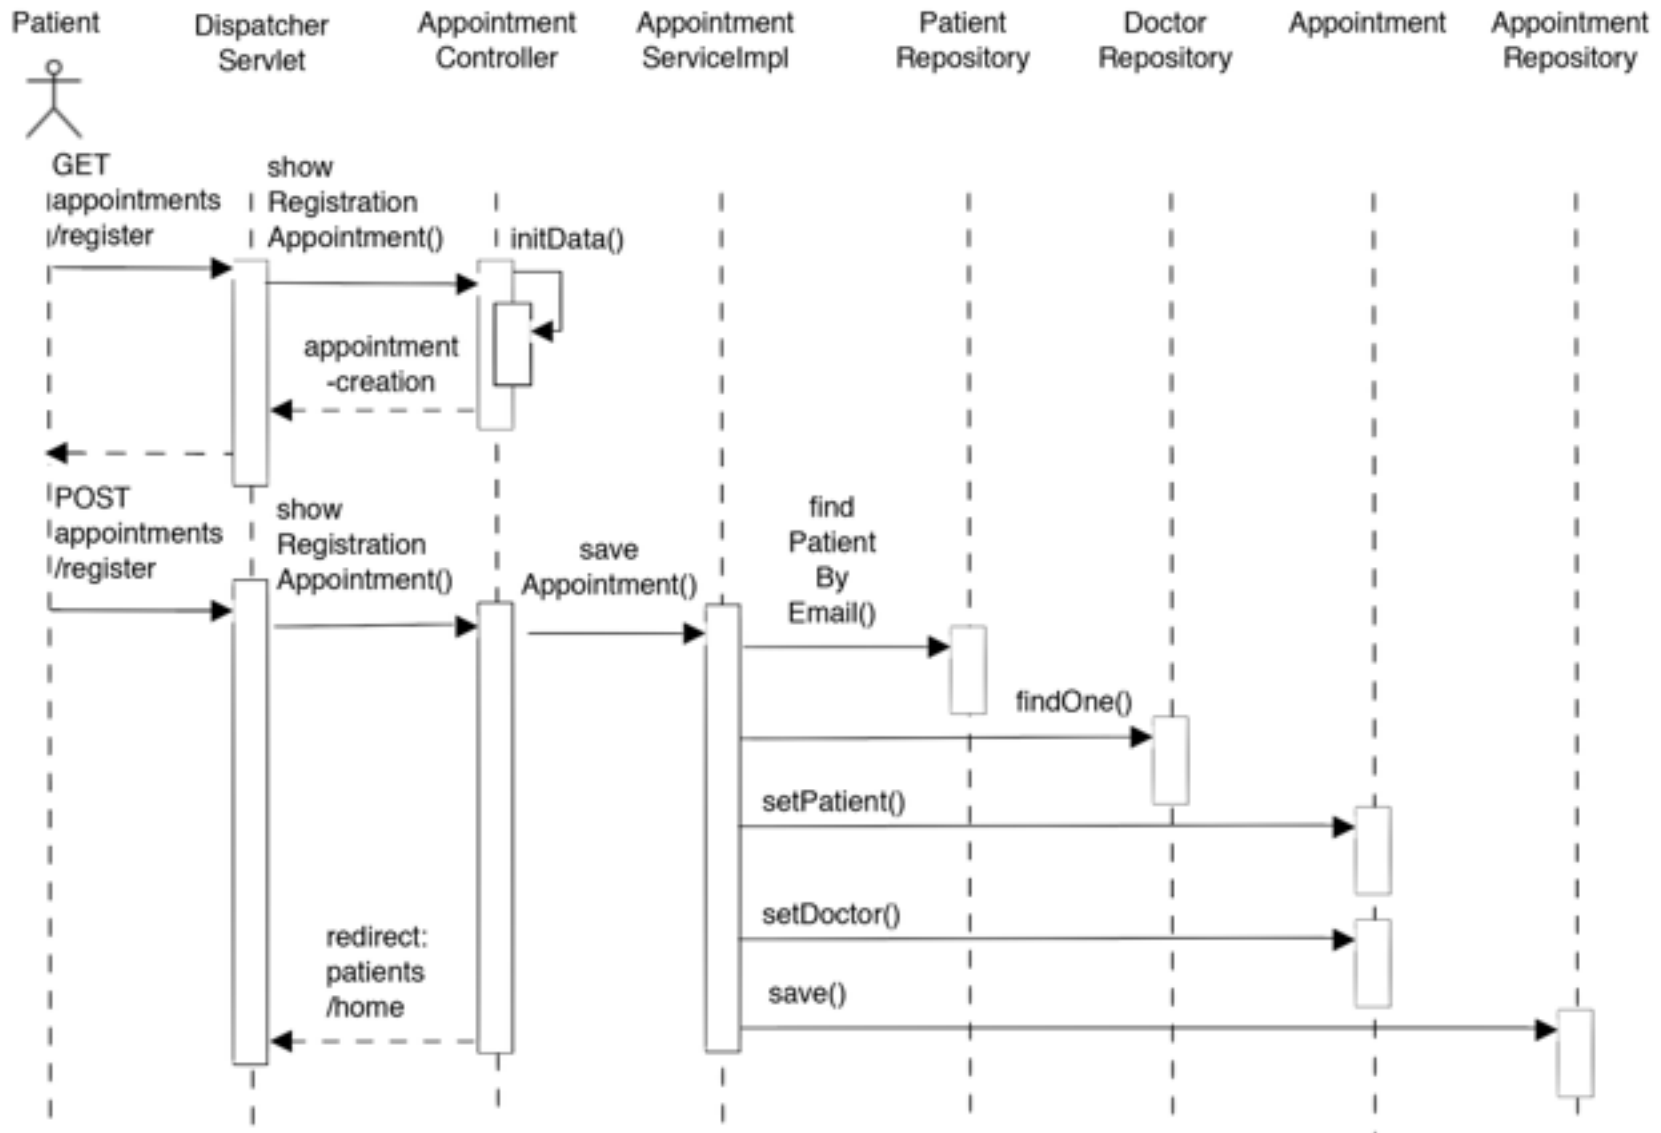 Patient
Dispatcher
Servlet
Appointment
Controller
Appointment
ServiceImpl
Patient
Repository
Doctor
Repository
Appointment
Appointment
Repository
GET
appointments
/register
show
Registration
Appointment()
initData()
appointment
-creation
POST
appointments
/register
show
Registration
Appointment()
save
Appointment()
find
Patient
By
Email()
findOne()
setPatient()
setDoctor()
redirect:
patients
/home
save()